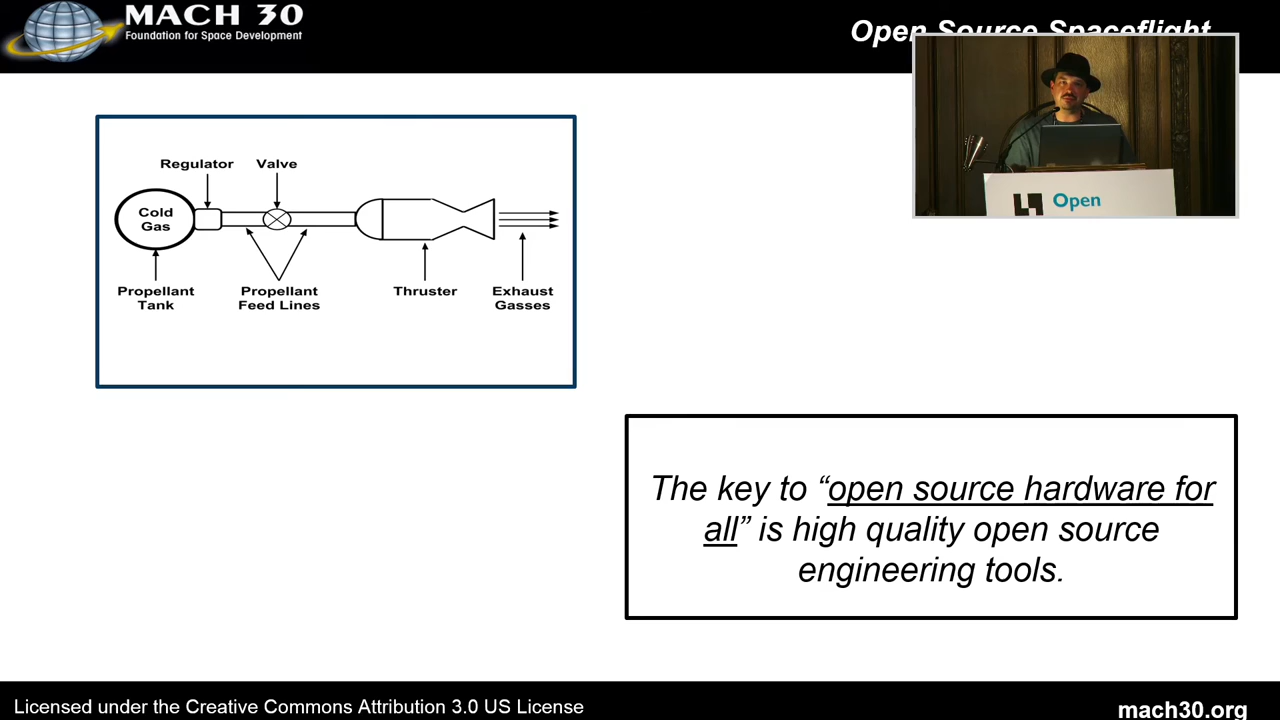 MACH 30
Foundation for Space Development
Open Source Spaceflight
Regulator
Valve
Cold
Gas
Propellant
Tank
Propellant
Feed Lines
Thruster
Exhaust
Gasses
Open
The key to “open source hardware for
all” is high quality open source
engineering tools.
Licensed under the Creative Commons Attribution 3.0 US License
mach30.org